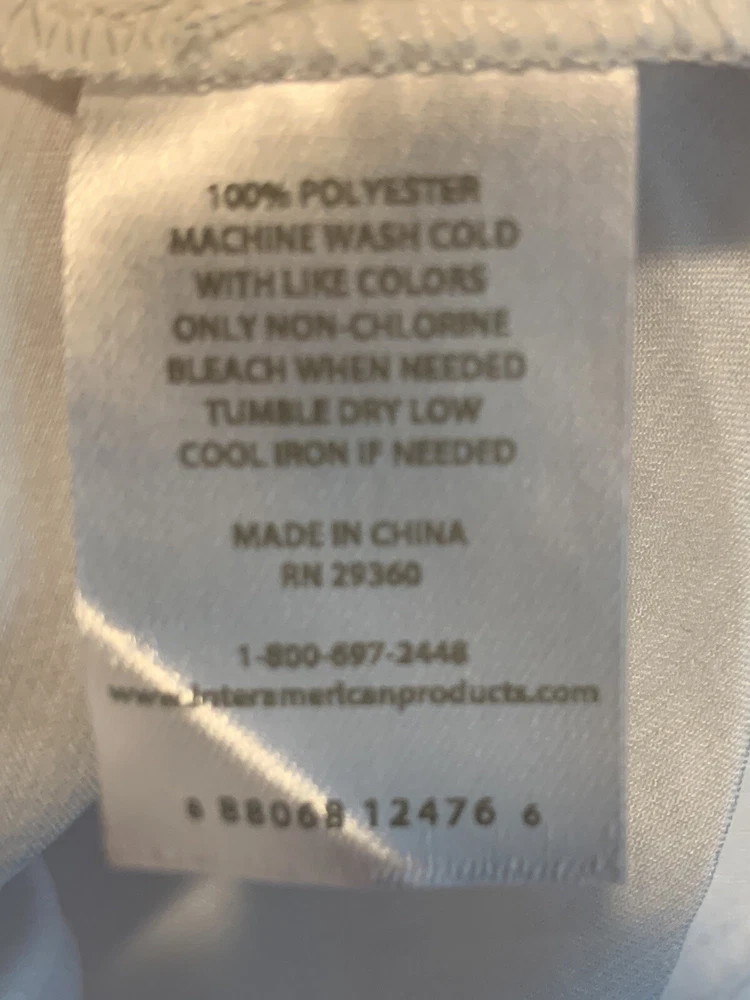 100% POLYESTER
MACHINE WASH COLD
WITH LIKE COLORS
ONLY NON-CHLORINE
BLEACH WHEN NEEDED
TUMBLE DRY LOW
COOL IRON IF NEEDED
MADE IN CHINA
RN 29360
1-800-697-2448
www.interamericanproducts.com
8 88068 12476 6